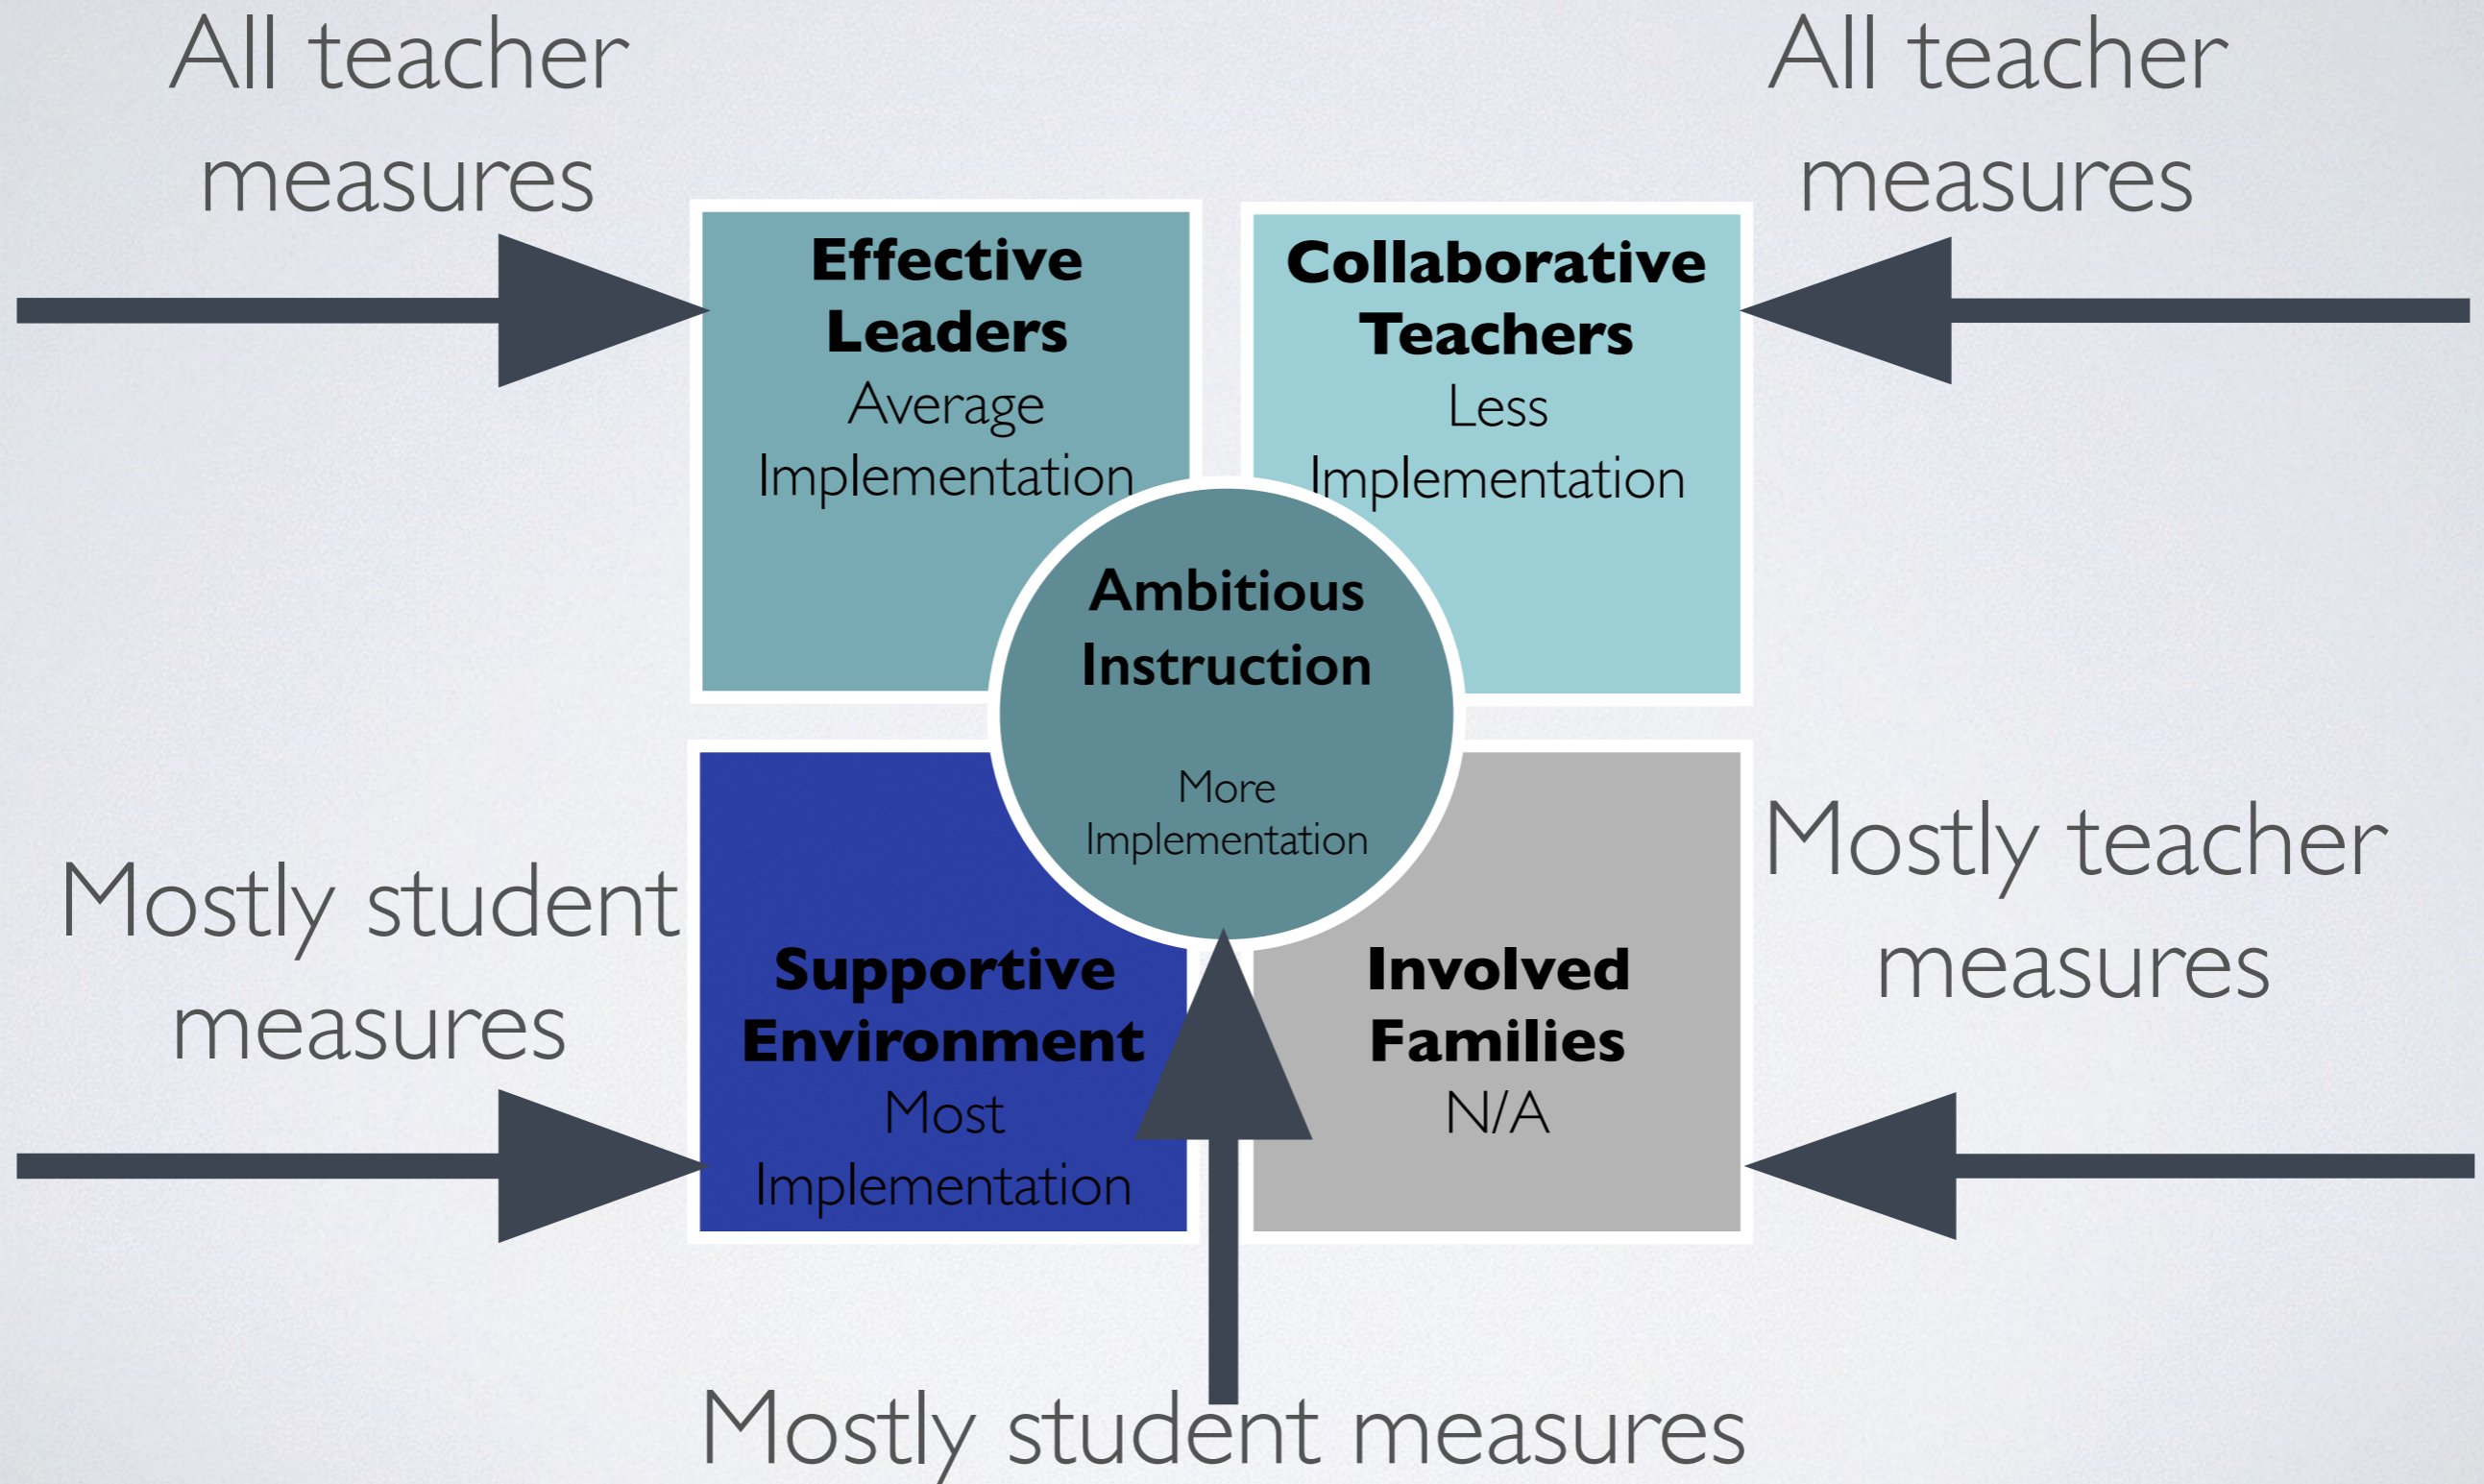 All teacher
measures
All teacher
measures
Effective
Leaders
Average
Implementation
Collaborative
Teachers
Less
Implementation
Ambitious
Instruction
More
Implementation
Mostly student
measures
Mostly teacher
measures
Supportive
Environment
Most
Implementation
Involved
Families
N/A
Mostly student measures